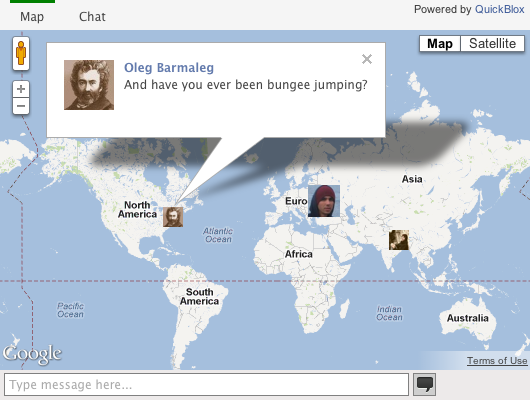 Map
Chat
Powered by QuickBlox
Map
Satellite
Oleg Barmaleg
And have you ever been bungee jumping?
Asia
North
America
Euro
Atlantic
Ocean
Africa
Pacific
Ocean
South
America
Indian
Ocean
Australia
Google
Terms of Use
Type message here...